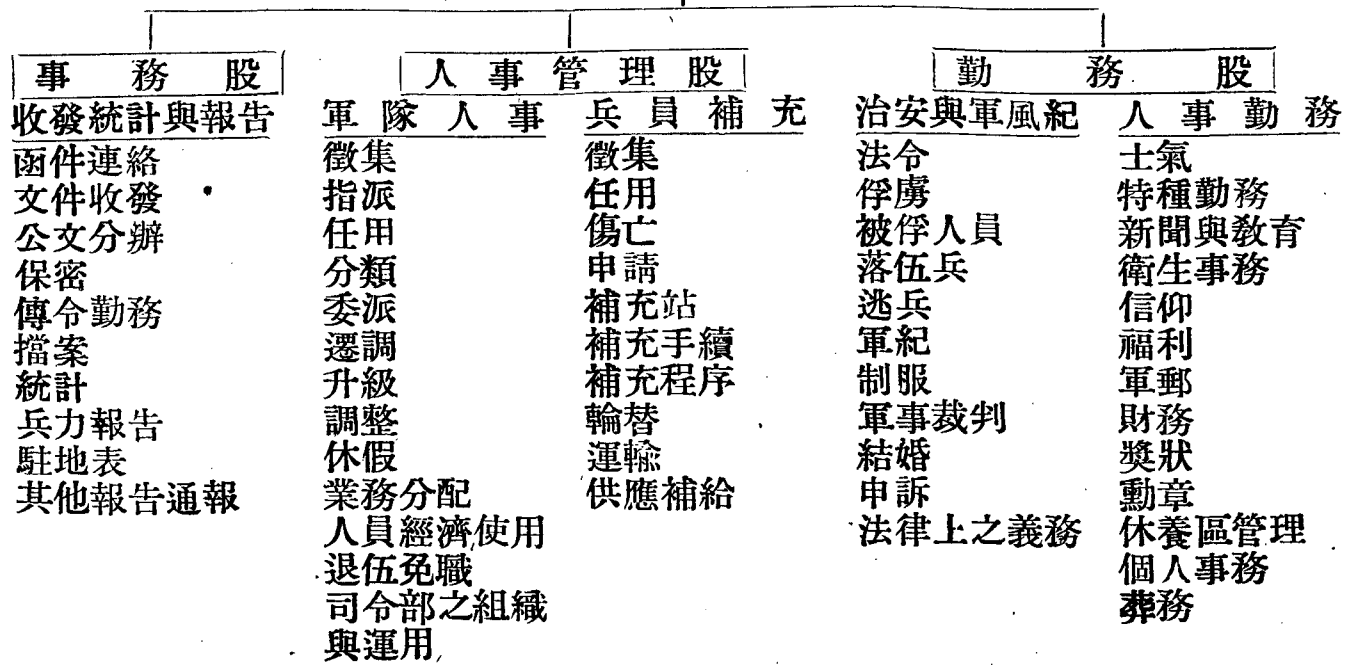 事務股
收發統計與報告
函件連絡
文件收發
公文分辦
保密
傳令勤務
擋案
統計
兵力報告
駐地表
其他報告通報
人事管理股
軍隊人事
徵集
指派
任用
分類
委派
遷調
升級
調整
休假
業務分配
人員經濟使用
退伍免職
司令部之組織
與運用
兵員補充
徵集
任用
傷亡
申請
補充站
補充手續
補充程序
輪替
運輸
供應補給
勤務股
治安與軍風紀
法令
俘虜
被俘人員
落伍兵
逃兵
軍紀
制服
軍事裁判
結婚
申訴
法律上之義務
人事勤務
士氣
特種勤務
新聞與教育
衛生事務
信仰
福利
軍郵
財務
獎狀
勳章
休養區管理
個人事務
葬務